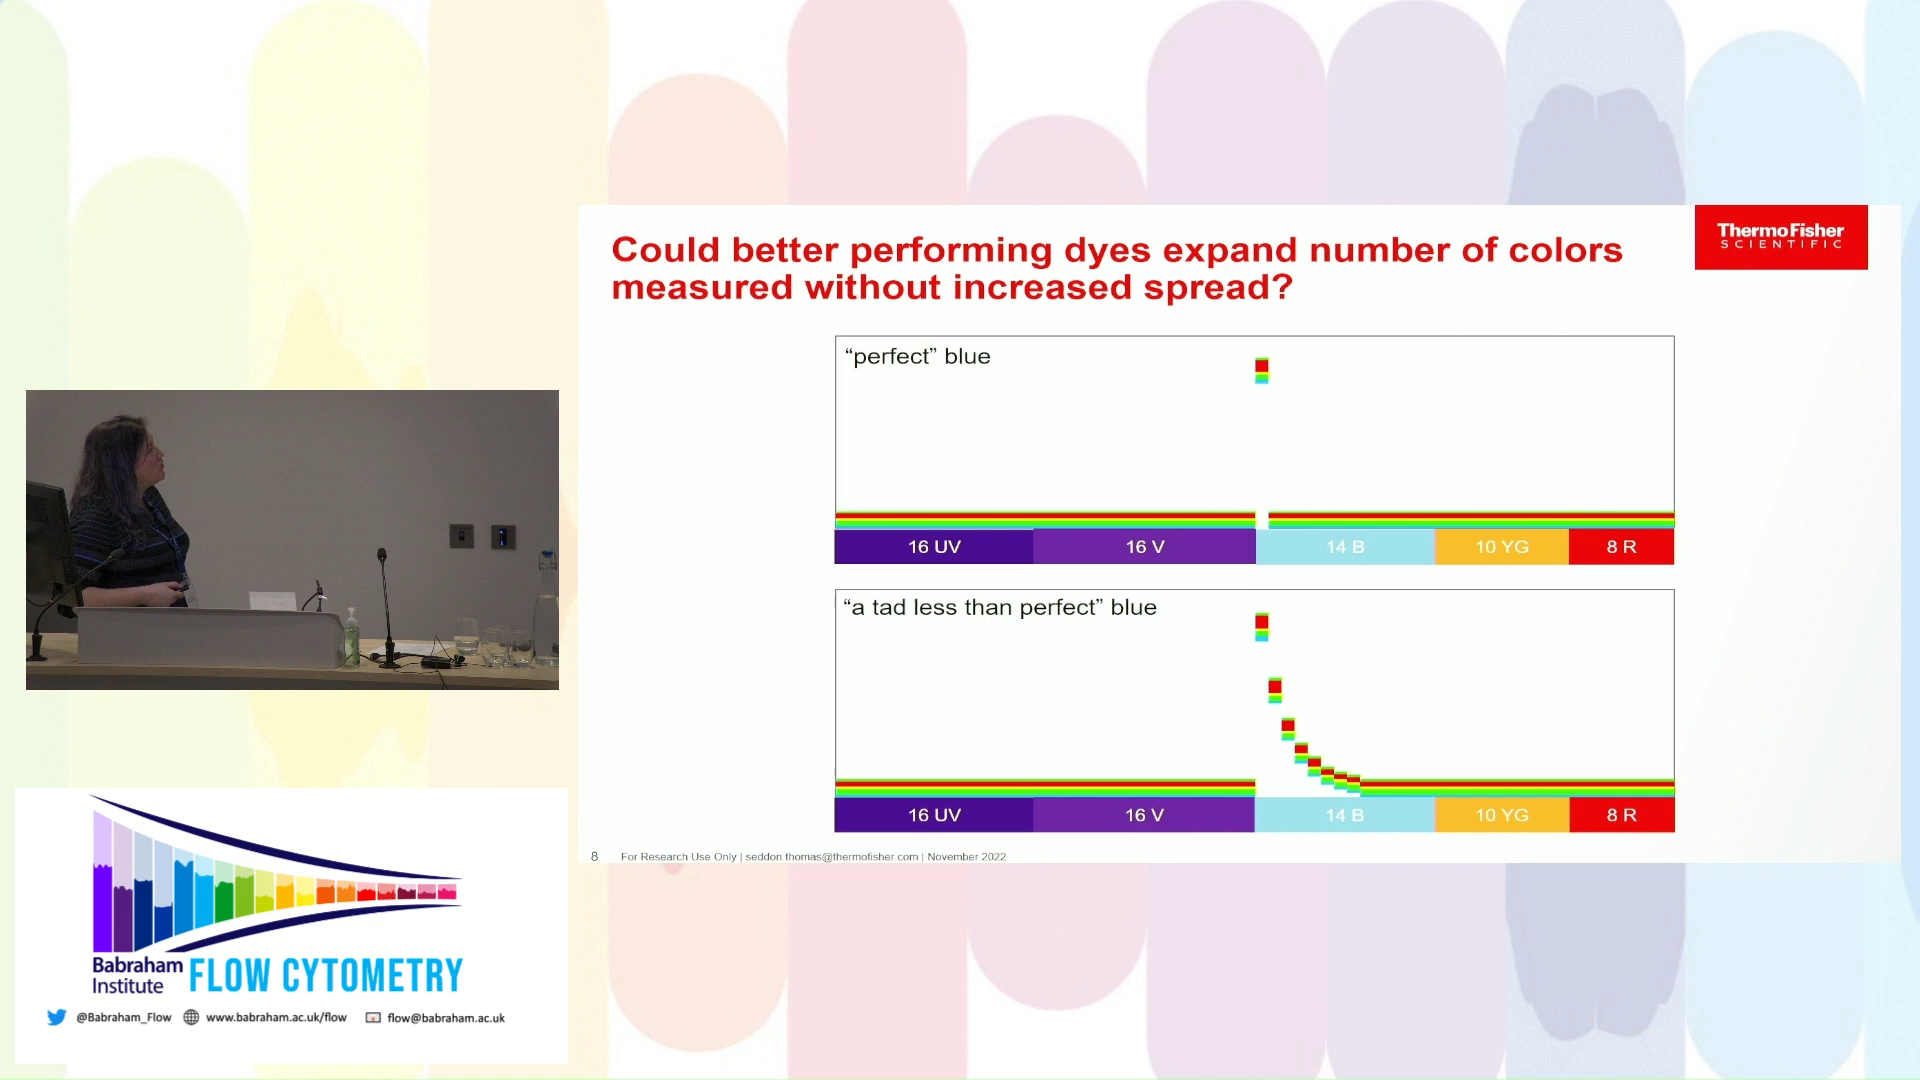 Could better performing dyes expand number of colors
measured without increased spread?
ThermoFisher
SCIENTIFIC
“perfect” blue
16 UV 16 V 14 B 10 YG 8 R
“a tad less than perfect” blue
16 UV 16 V 14 B 10 YG 8 R
8 For Research Use Only | seddon.thomas@thermofisher.com | November 2022
Babraham
Institute
FLOW CYTOMETRY
@Babraham_Flow www.babraham.ac.uk/flow flow@babraham.ac.uk